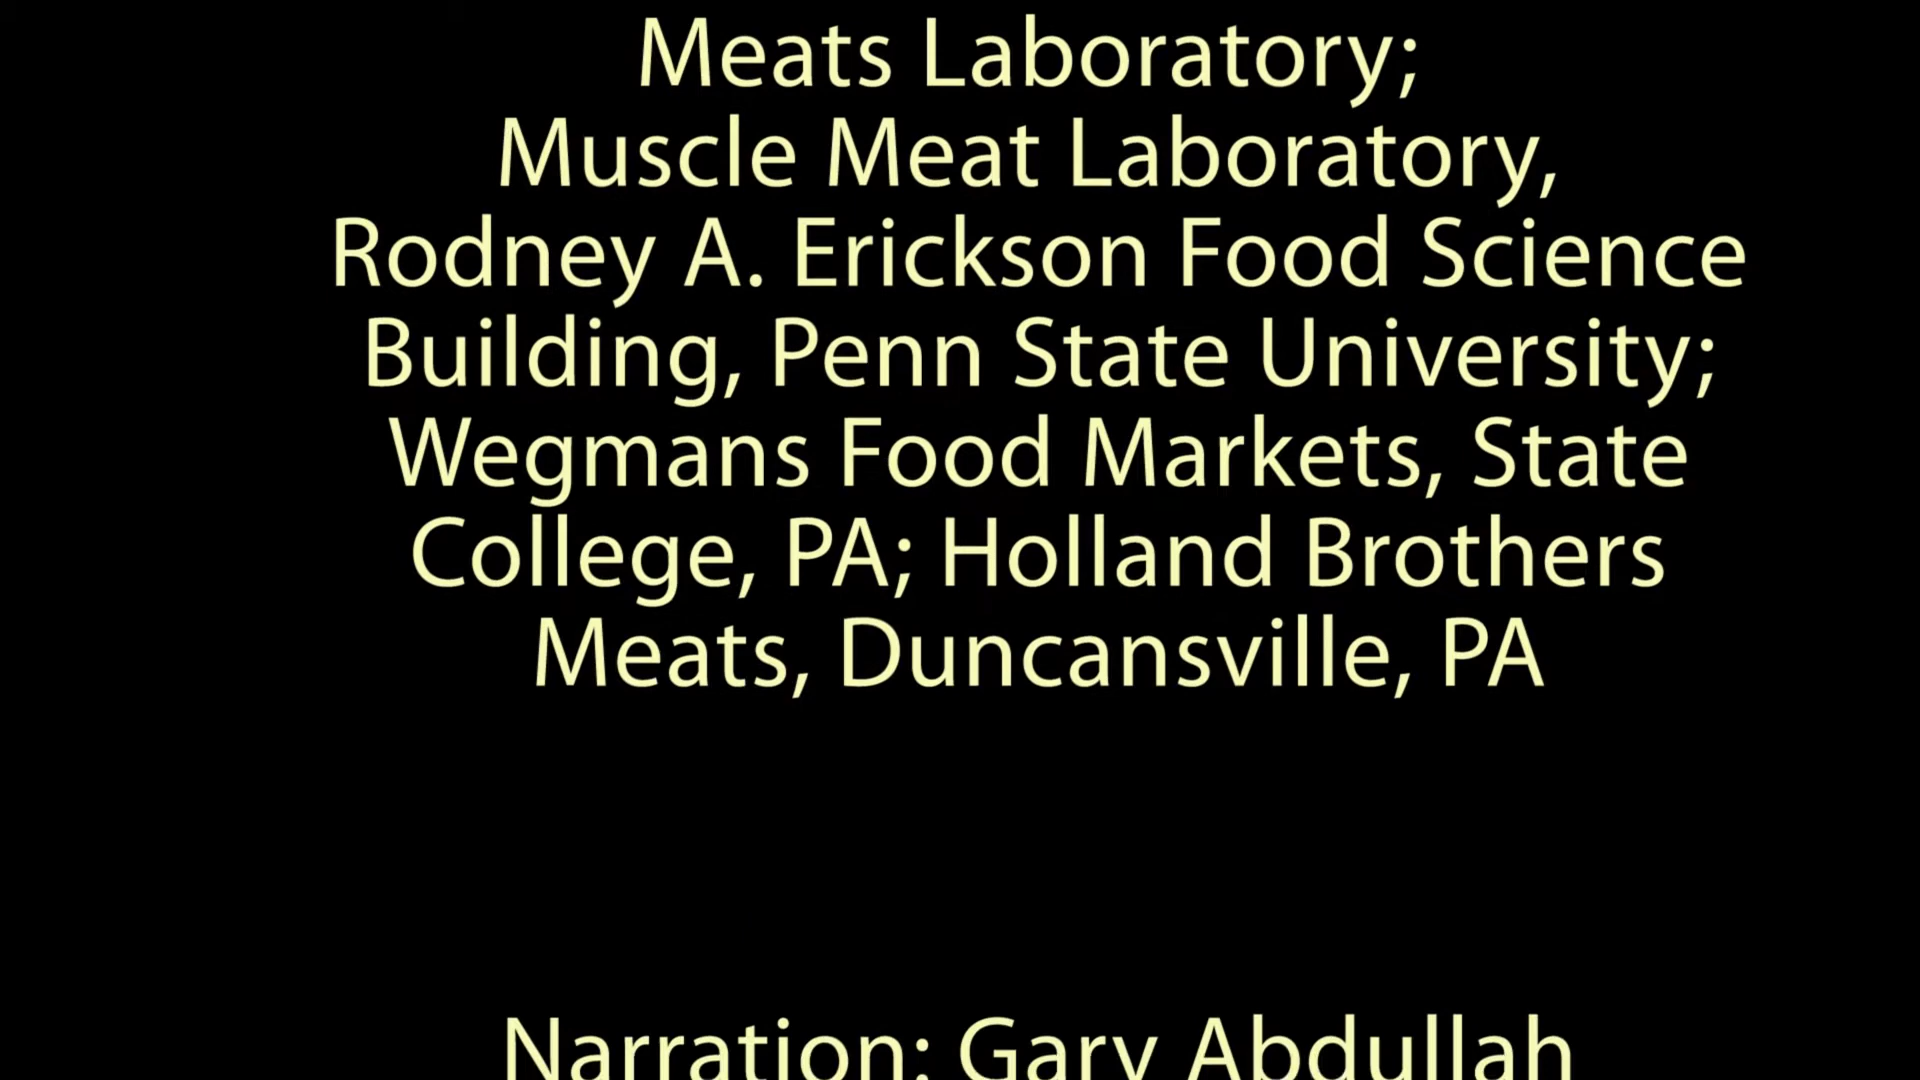 Meats Laboratory;
Muscle Meat Laboratory,
Rodney A. Erickson Food Science
Building, Penn State University;
Wegmans Food Markets, State
College, PA; Holland Brothers
Meats, Duncansville, PA
Narration: Gary Abdullah